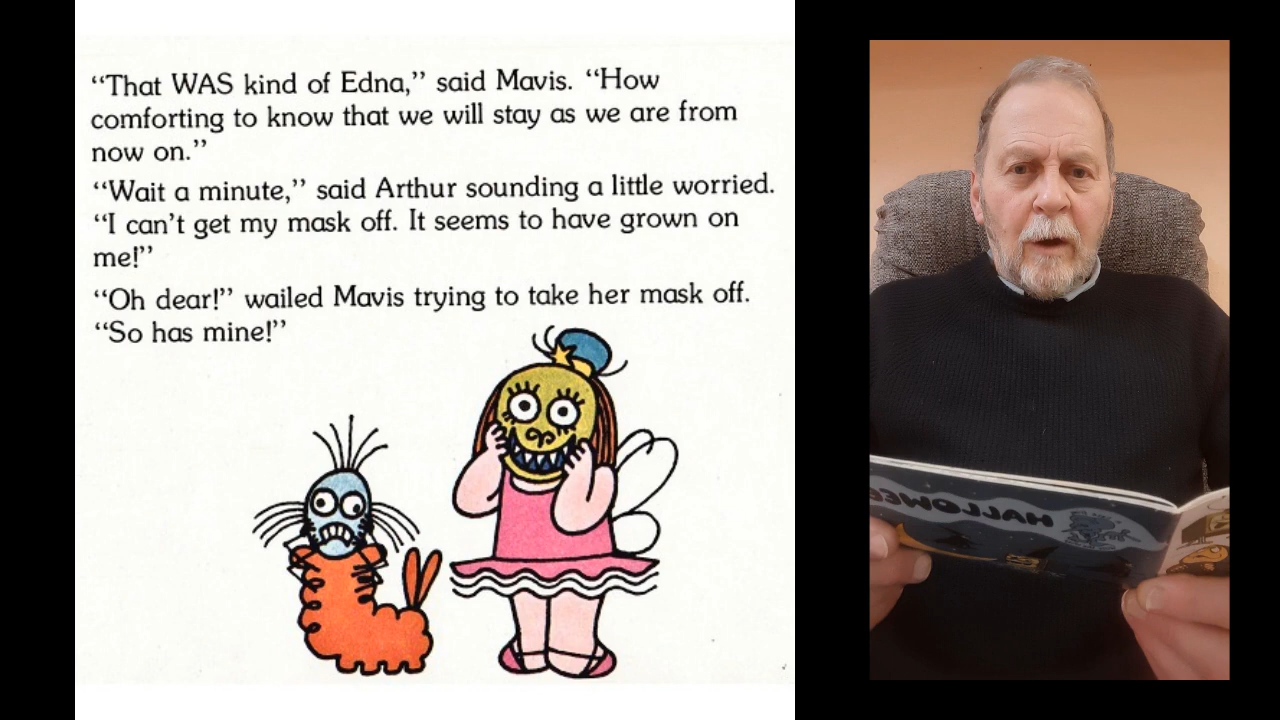 “That WAS kind of Edna,” said Mavis. “How
comforting to know that we will stay as we are from
now on.”
“Wait a minute,” said Arthur sounding a little worried.
“I can’t get my mask off. It seems to have grown on
me!”
“Oh dear!” wailed Mavis trying to take her mask off.
“So has mine!”
HALLOWEE